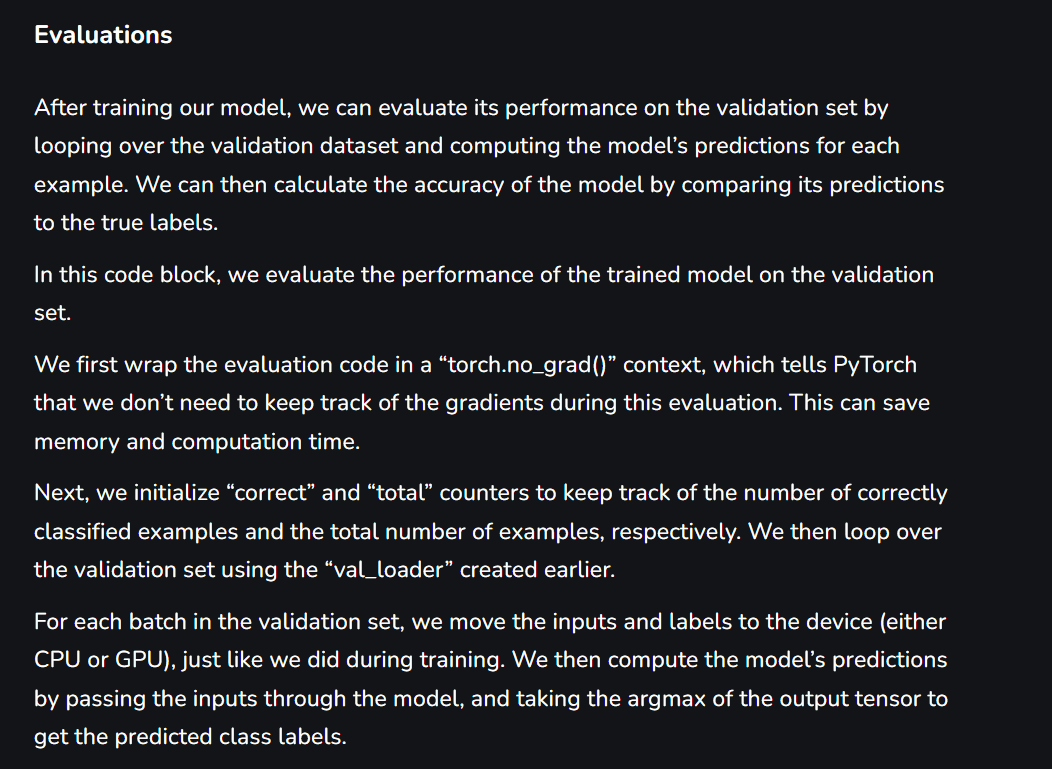 Evaluations
After training our model, we can evaluate its performance on the validation set by
looping over the validation dataset and computing the model’s predictions for each
example. We can then calculate the accuracy of the model by comparing its predictions
to the true labels.
In this code block, we evaluate the performance of the trained model on the validation
set.
We first wrap the evaluation code in a “torch.no_grad()” context, which tells PyTorch
that we don’t need to keep track of the gradients during this evaluation. This can save
memory and computation time.
Next, we initialize “correct” and “total” counters to keep track of the number of correctly
classified examples and the total number of examples, respectively. We then loop over
the validation set using the “val_loader” created earlier.
For each batch in the validation set, we move the inputs and labels to the device (either
CPU or GPU), just like we did during training. We then compute the model’s predictions
by passing the inputs through the model, and taking the argmax of the output tensor to
get the predicted class labels.